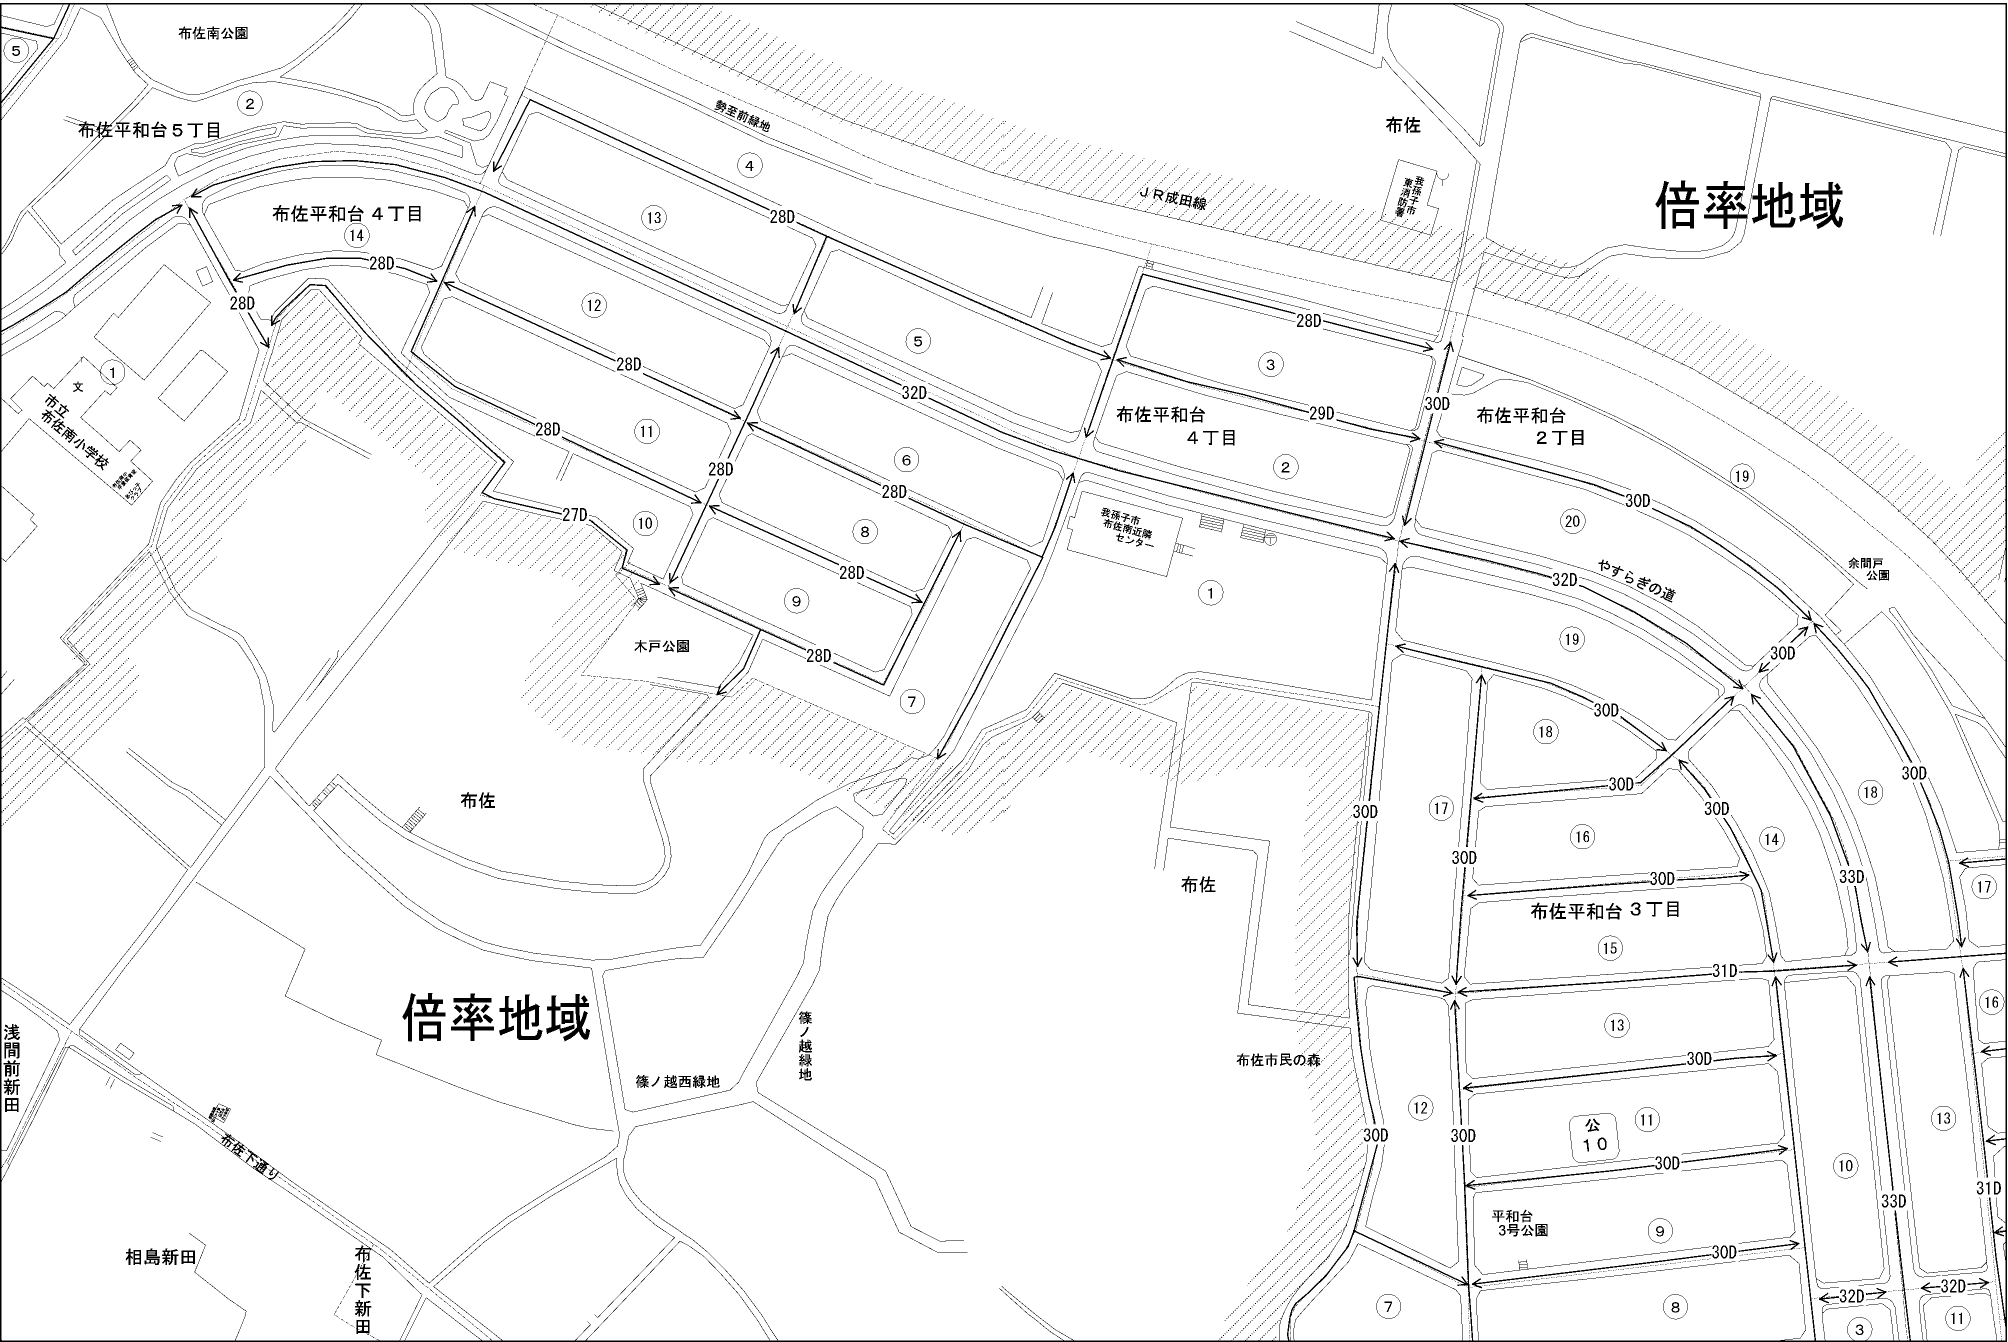 布佐南公園
⑤
②
布佐平和台５丁目
勢至前緑地
④
布佐
ＪＲ成田線
我孫子市
東消防署
倍率地域
布佐平和台４丁目
⑭
⑬
28D
28D
28D
⑫
⑤
28D
③
28D
①
文
市立
布佐南小学校
32D
28D
⑪
29D
30D
布佐平和台
４丁目
布佐平和台
２丁目
⑥
②
⑲
28D
28D
30D
27D
⑩
⑧
我孫子市
布佐南近隣
センター
⑳
28D
⑨
①
32D
やすらぎの道
余間戸
公園
木戸公園
28D
⑦
⑲
30D
30D
⑱
30D
30D
⑱
布佐
30D
⑰
30D
⑯
⑭
30D
33D
30D
布佐
⑰
布佐平和台３丁目
⑮
31D
倍率地域
⑯
浅間前新田
篠ノ越緑地
⑬
布佐市民の森
30D
篠ノ越西緑地
⑫
公
１０
⑪
⑬
30D
30D
布佐下通り
30D
⑩
31D
33D
平和台
3号公園
⑨
30D
相島新田
布佐下新田
32D
32D
⑦
⑧
③
⑪